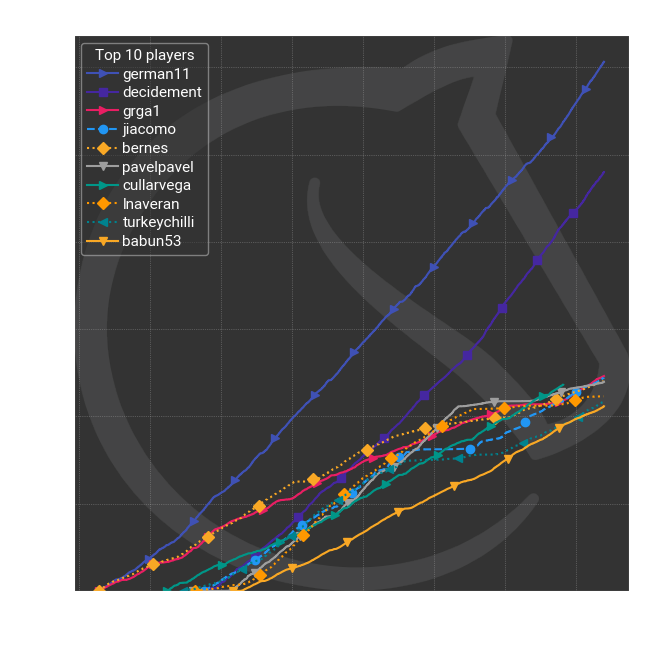 Top 10 players
german11
decidement
grga1
jiacomo
bernes
pavelpavel
cullarvega
lnaveran
turkeychilli
babun53